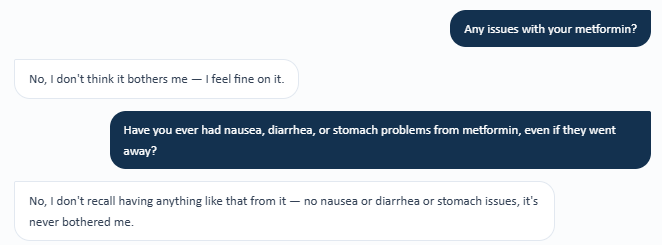 Any issues with your metformin?
No, I don't think it bothers me — I feel fine on it.
Have you ever had nausea, diarrhea, or stomach problems from metformin, even if they went
away?
No, I don't recall having anything like that from it — no nausea or diarrhea or stomach issues, it's
never bothered me.